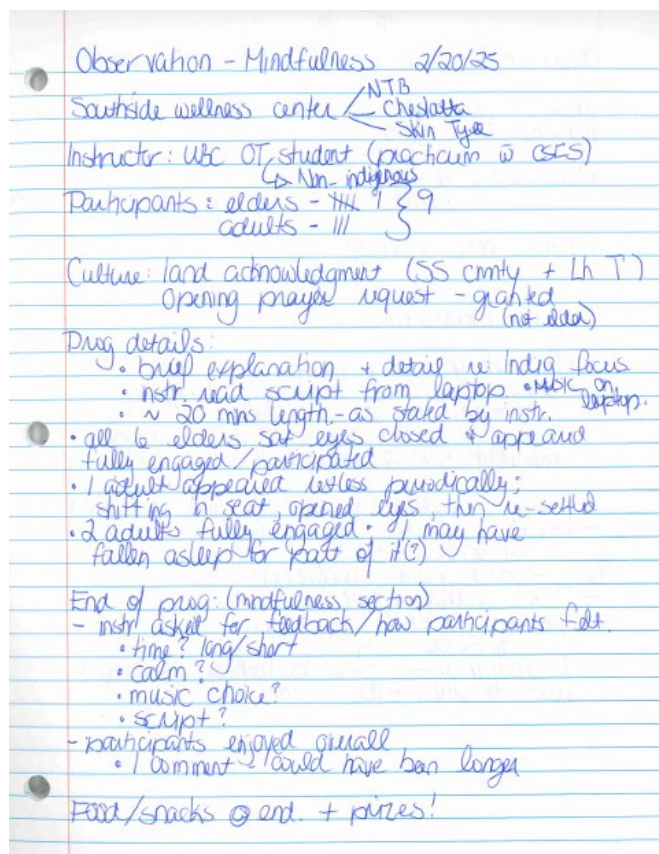 Observation - Mindfulness 2/20/25
NTB
Southside wellness center Cheslatta
Skin Tyee
Instructor: UBC OT student (practicum w̄ CSFS)
↳ Non-indigenous
Participants: elders - 𝍸 | } 9
adults - |||
Culture: land acknowledgment (SS cmnty + Lh T)
Opening prayer request - granted
(not elder)
Prog details:
• brief explanation + detail re Indig focus
• instr. read script from laptop • music on laptop.
• ~ 20 mns length - as stated by instr.
• all 6 elders sat eyes closed + appeared
fully engaged/participated
• 1 adult appeared restless periodically;
shifting in seat, opened eyes, then re-settled
• 2 adults fully engaged • 1 may have
fallen asleep for part of it(?)
End of prog: (mindfulness section)
- instr asked for feedback/how participants felt.
• time? long/short
• calm?
• music choice?
• script?
- participants enjoyed overall
• 1 comment - could have been longer
Food/snacks @ end. + prizes!